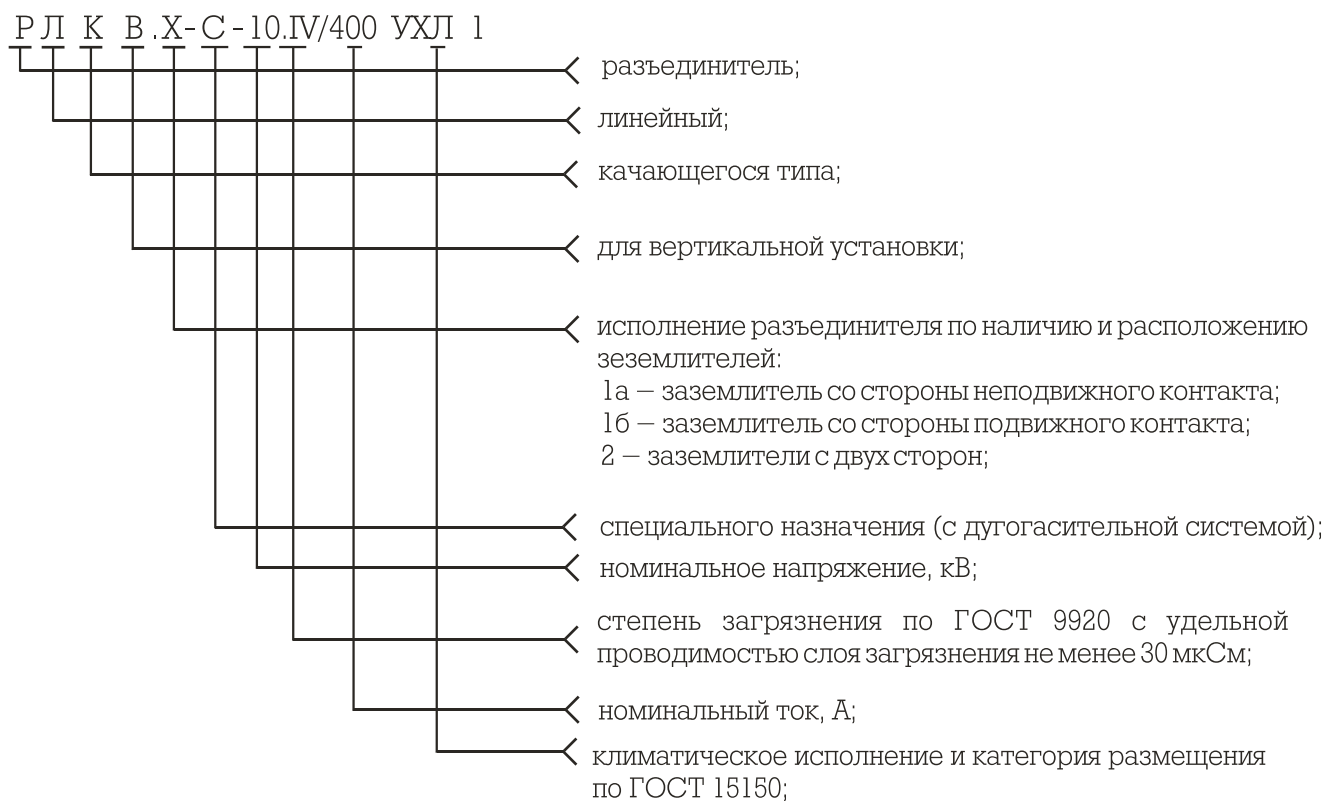 РЛКВ.Х-С-10.IV/400 УХЛ 1
разъединитель;
линейный;
качающегося типа;
для вертикальной установки;
исполнение разъединителя по наличию и расположению
зеземлителей:
1а – заземлитель со стороны неподвижного контакта;
1б – заземлитель со стороны подвижного контакта;
2 – заземлители с двух сторон;
специального назначения (с дугогасительной системой);
номинальное напряжение, кВ;
степень загрязнения по ГОСТ 9920 с удельной
проводимостью слоя загрязнения не менее 30 мкСм;
номинальный ток, А;
климатическое исполнение и категория размещения
по ГОСТ 15150;